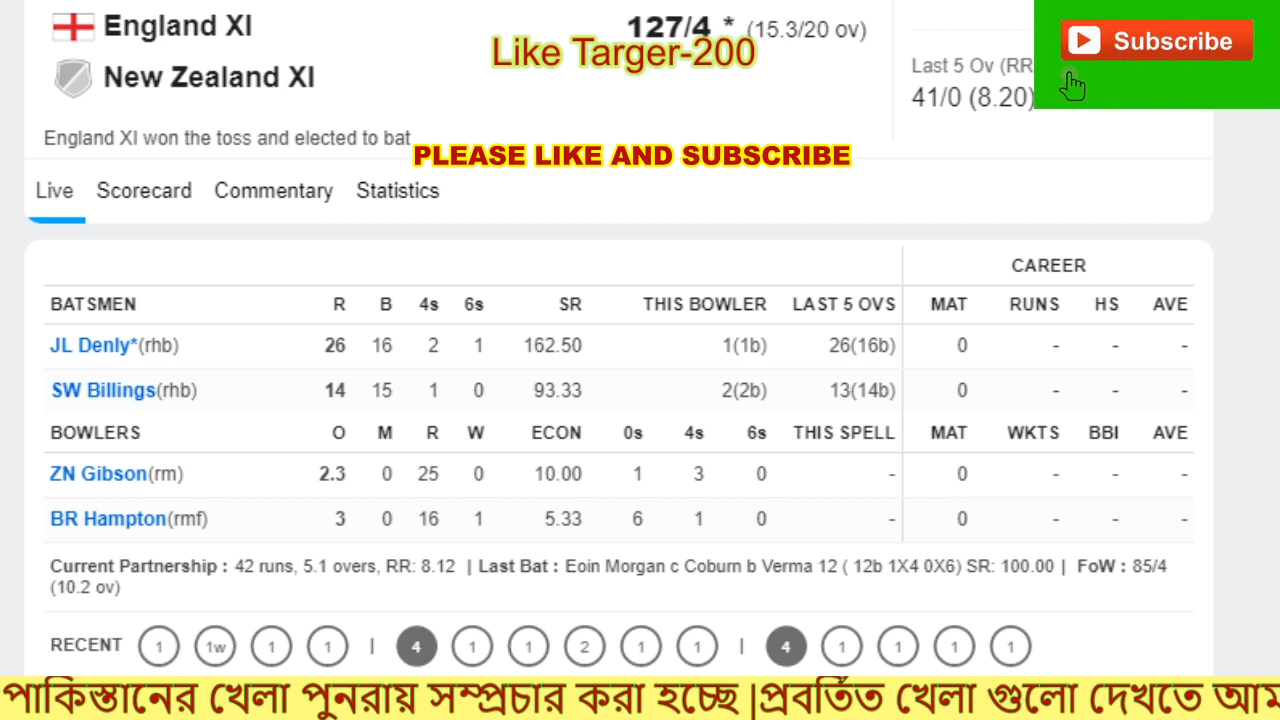 England XI 127/4 * (15.3/20 ov)
Like Targer-200
Subscribe
New Zealand XI
Last 5 Ov (RR
41/0 (8.20)
England XI won the toss and elected to bat
PLEASE LIKE AND SUBSCRIBE
Live Scorecard Commentary Statistics
CAREER
BATSMEN R B 4s 6s SR THIS BOWLER LAST 5 OVS MAT RUNS HS AVE
JL Denly*(rhb) 26 16 2 1 162.50 1(1b) 26(16b) 0 - - -
SW Billings(rhb) 14 15 1 0 93.33 2(2b) 13(14b) 0 - - -
BOWLERS O M R W ECON 0s 4s 6s THIS SPELL MAT WKTS BBI AVE
ZN Gibson(rm) 2.3 0 25 0 10.00 1 3 0 - 0 - - -
BR Hampton(rmf) 3 0 16 1 5.33 6 1 0 - 0 - - -
Current Partnership : 42 runs, 5.1 overs, RR: 8.12 | Last Bat : Eoin Morgan c Coburn b Verma 12 ( 12b 1X4 0X6) SR: 100.00 | FoW : 85/4
(10.2 ov)
RECENT 1 1w 1 1 | 4 1 1 2 1 1 | 4 1 1 1 1
পাকিস্তানের খেলা পুনরায় সম্প্রচার করা হচ্ছে |প্রবর্তিত খেলা গুলো দেখতে আম